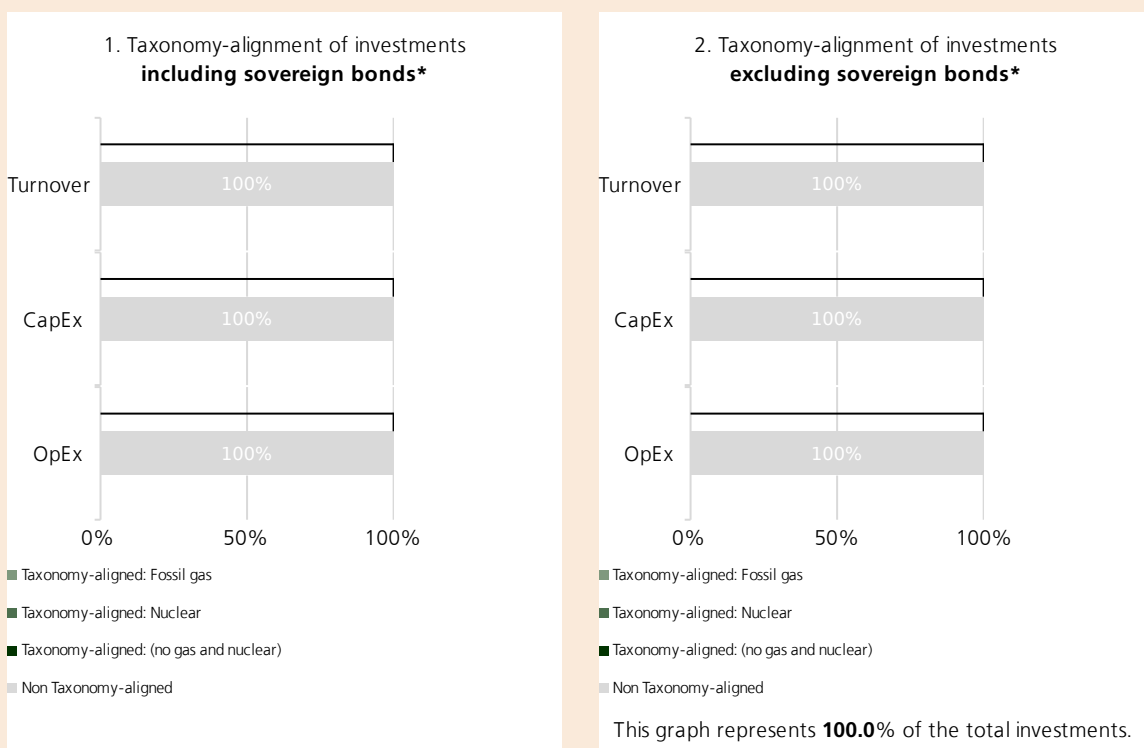 1. Taxonomy-alignment of investments
including sovereign bonds*
Turnover
100%
CapEx
100%
OpEx
100%
0% 50% 100%
Taxonomy-aligned: Fossil gas
Taxonomy-aligned: Nuclear
Taxonomy-aligned: (no gas and nuclear)
Non Taxonomy-aligned
2. Taxonomy-alignment of investments
excluding sovereign bonds*
Turnover
100%
CapEx
100%
OpEx
100%
0% 50% 100%
Taxonomy-aligned: Fossil gas
Taxonomy-aligned: Nuclear
Taxonomy-aligned: (no gas and nuclear)
Non Taxonomy-aligned
This graph represents 100.0% of the total investments.